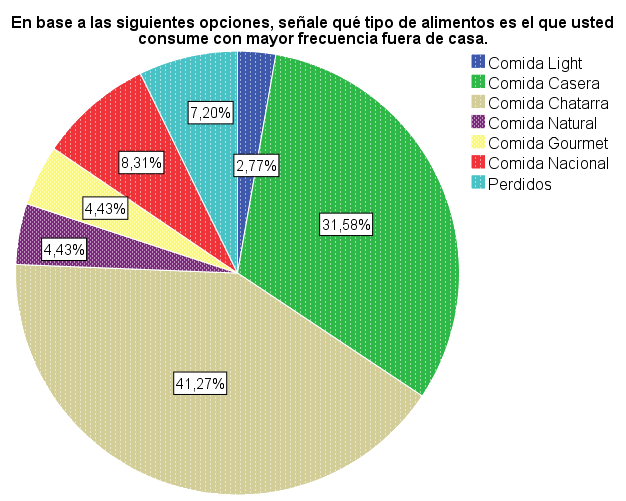 En base a las siguientes opciones, señale qué tipo de alimentos es el que usted
consume con mayor frecuencia fuera de casa.
Comida Light
Comida Casera
Comida Chatarra
Comida Natural
Comida Gourmet
Comida Nacional
Perdidos
7,20%
2,77%
8,31%
4,43%
31,58%
4,43%
41,27%